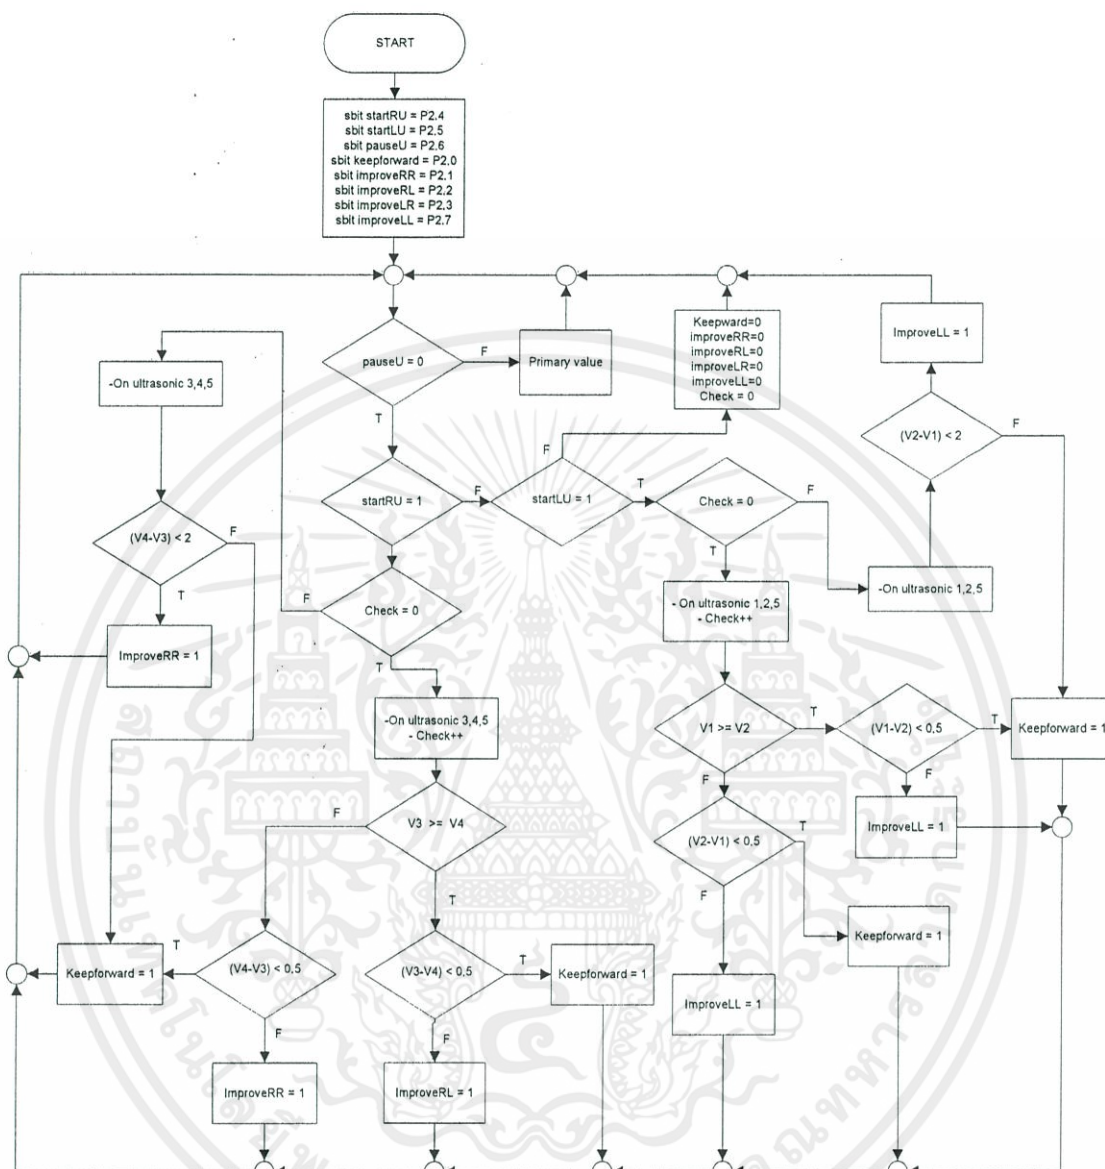 START
sbit startRU = P2,4
sbit startLU = P2,5
sbit pauseU = P2,6
sbit keepforward = P2,0
sbit improveRR = P2,1
sbit improveRL = P2,2
sbit improveLR = P2,3
sbit improveLL = P2,7
pauseU = 0
F
T
Primary value
Keepward=0
improveRR=0
improveRL=0
improveLR=0
improveLL=0
Check = 0
ImproveLL = 1
-On ultrasonic 3,4,5
(V2-V1) < 2
F
startRU = 1
F
startLU = 1
F
T
Check = 0
F
T
(V4-V3) < 2
F
T
Check = 0
F
T
- On ultrasonic 1,2,5
- Check++
-On ultrasonic 1,2,5
ImproveRR = 1
-On ultrasonic 3,4,5
- Check++
V1 >= V2
T
F
(V1-V2) < 0,5
T
F
Keepforward = 1
V3 >= V4
F
T
(V2-V1) < 0,5
T
F
ImproveLL = 1
Keepforward = 1
T
(V4-V3) < 0,5
F
(V3-V4) < 0,5
T
F
Keepforward = 1
Keepforward = 1
ImproveLL = 1
ImproveRR = 1
ImproveRL = 1